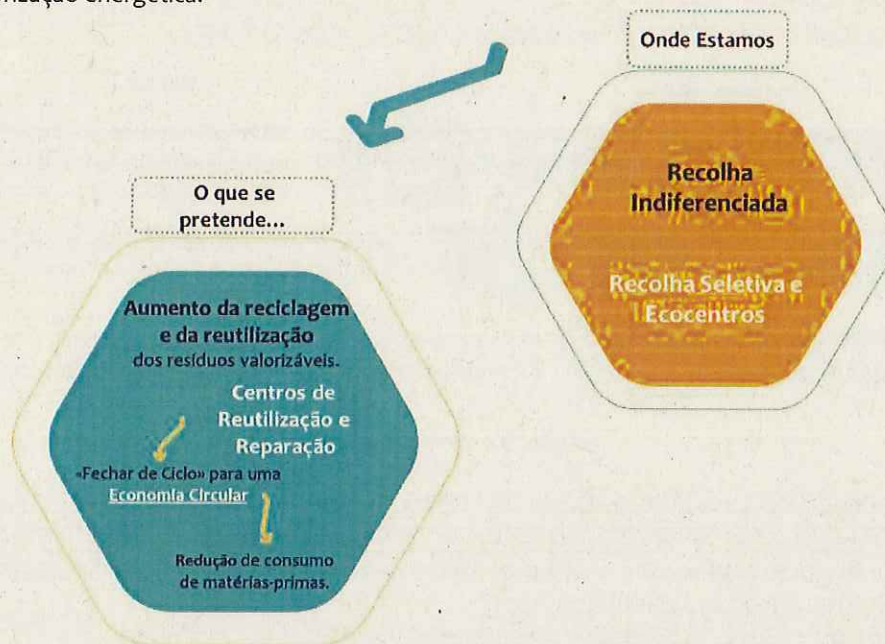 energética.
Onde Estamos
Recolha
Indiferenciada
Recolha Seletiva e
Ecocentros
O que se
pretende...
Aumento da reciclagem
e da reutilização
dos resíduos valorizáveis.
Centros de
Reutilização e
Reparação
«Fechar de Ciclo» para uma
Economia Circular
Redução de consumo
de matérias-primas.